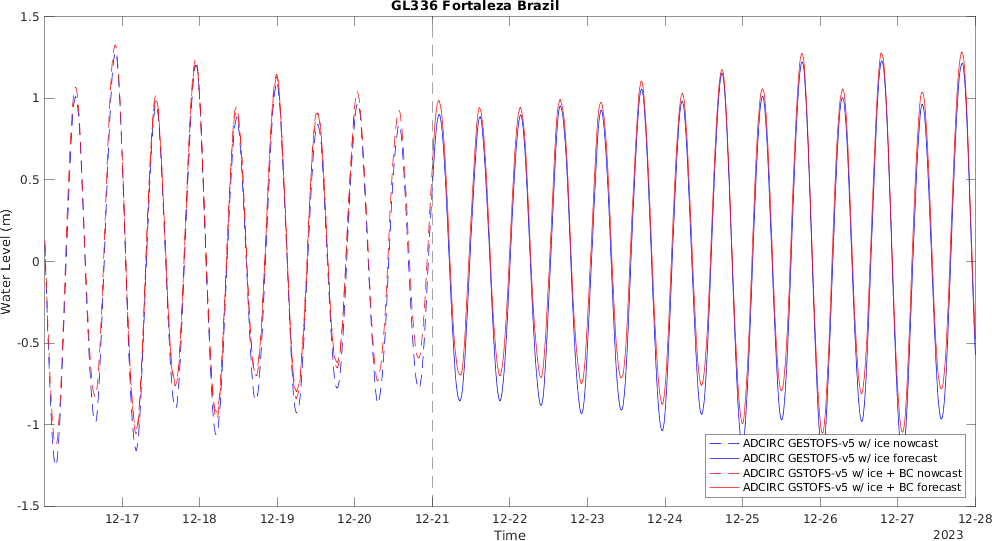 GL336 Fortaleza Brazil
1.5
1
0.5
0
-0.5
-1
-1.5
Water Level (m)
12-17 12-18 12-19 12-20 12-21 12-22 12-23 12-24 12-25 12-26 12-27 12-28
Time
2023
ADCIRC GESTOFS-v5 w/ ice nowcast
ADCIRC GESTOFS-v5 w/ ice forecast
ADCIRC GSTOFS-v5 w/ ice + BC nowcast
ADCIRC GSTOFS-v5 w/ ice + BC forecast